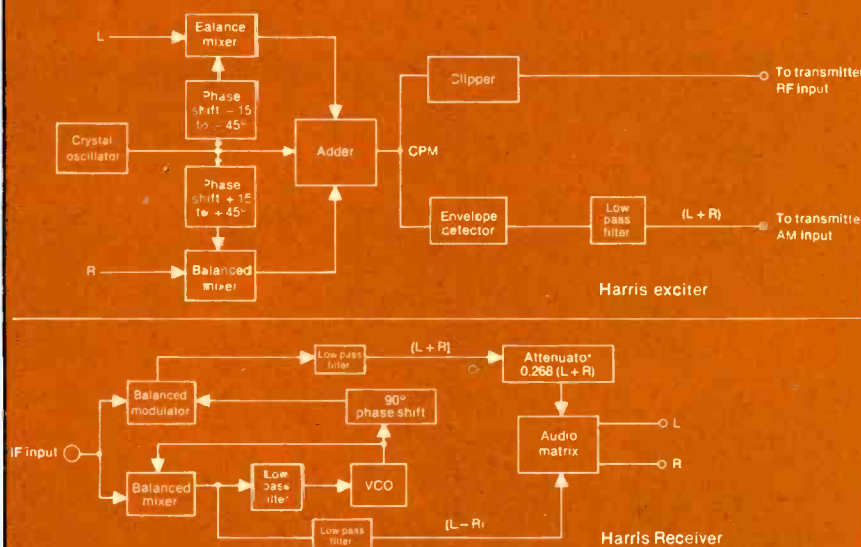 L
Ealance
mixer
Phase
shift – 15
to – 45°
Crystal
oscillator
Adder
CPM
Clipper
To transmitter
RF input
Phase
shift + 15
to + 45°
Envelope
detector
Low
pass
filter
(L + R)
To transmitter
AM input
R
Balanced
mixer
Harris exciter
Low pass
filter
(L + R]
Attenuato*
0.268 (L + R)
Balanced
modulator
90°
phase shift
IF input
Audio
matrix
L
R
Balanced
mixer
Low
pass
filter
VCO
Low pass
filter
(L – R)
Harris Receiver